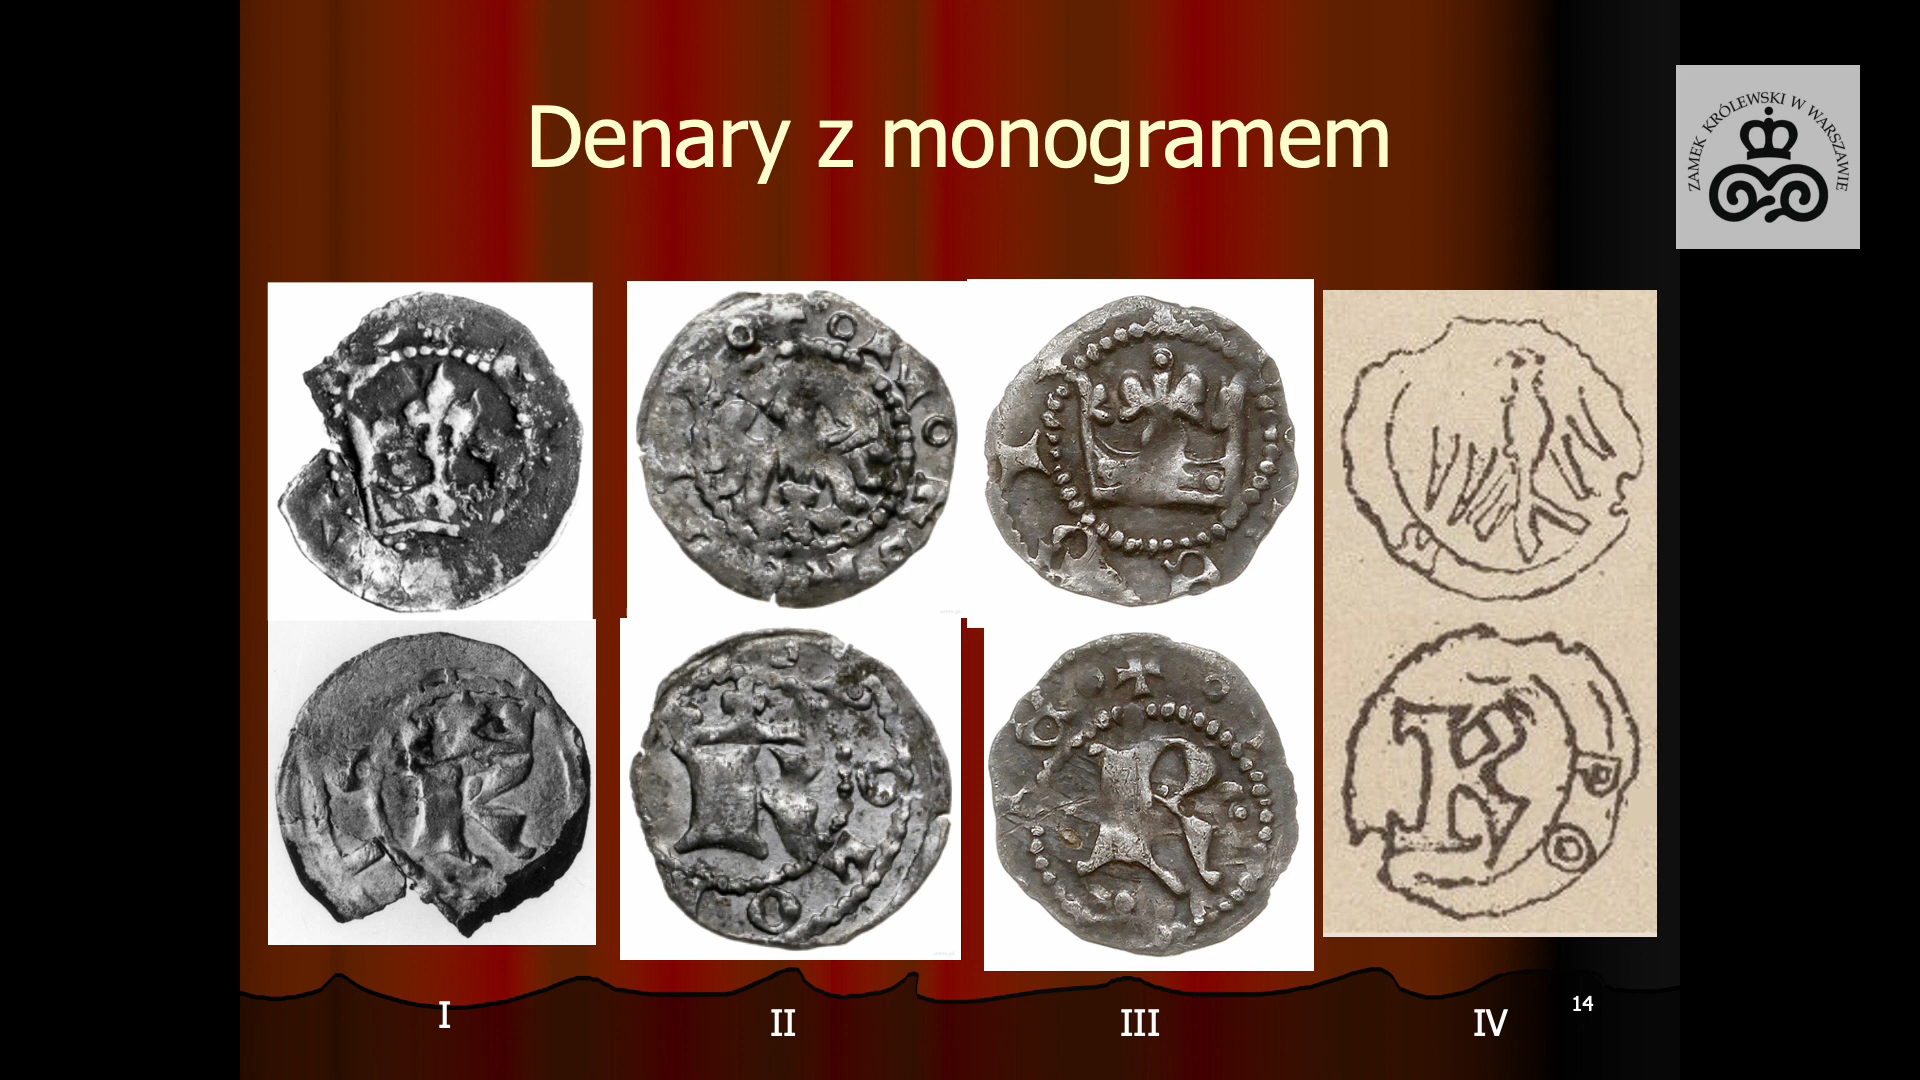 Denary z monogramem
ZAMEK KRÓLEWSKI W WARSZAWIE
I
II
III
IV
14